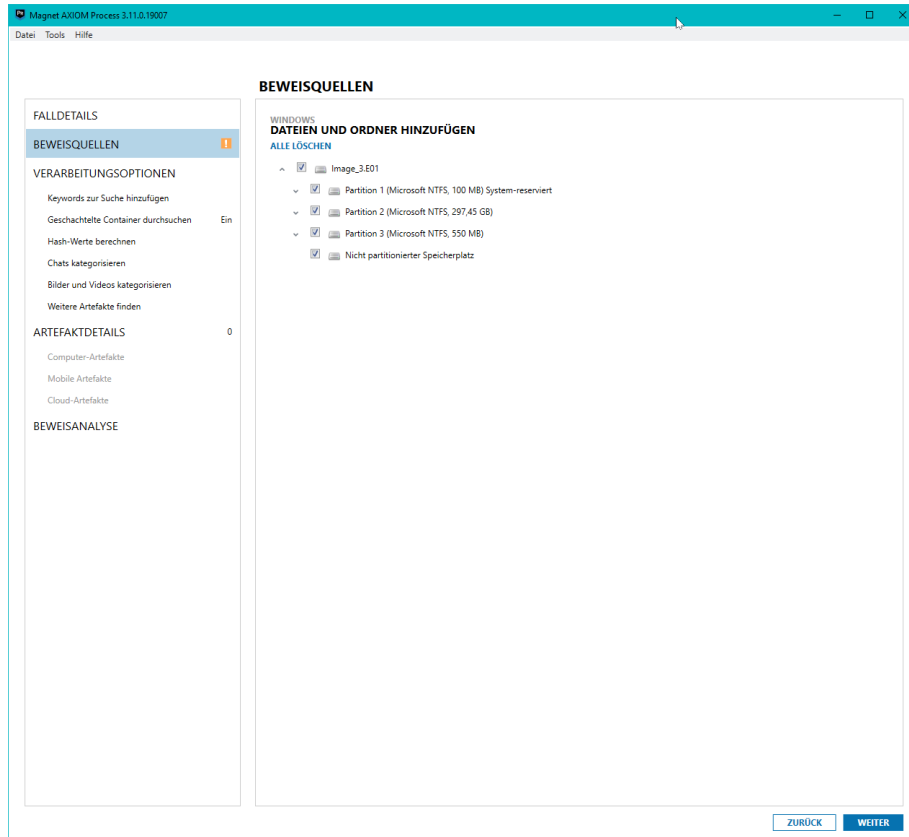 Magnet AXIOM Process 3.11.0.19007
Datei Tools Hilfe
BEWEISQUELLEN
FALLDETAILS
BEWEISQUELLEN
VERARBEITUNGSOPTIONEN
Keywords zur Suche hinzufügen
Geschachtelte Container durchsuchen Ein
Hash-Werte berechnen
Chats kategorisieren
Bilder und Videos kategorisieren
Weitere Artefakte finden
ARTEFAKTDETAILS 0
Computer-Artefakte
Mobile Artefakte
Cloud-Artefakte
BEWEISANALYSE
WINDOWS
DATEIEN UND ORDNER HINZUFÜGEN
ALLE LÖSCHEN
Image_3.E01
Partition 1 (Microsoft NTFS, 100 MB) System-reserviert
Partition 2 (Microsoft NTFS, 297,45 GB)
Partition 3 (Microsoft NTFS, 550 MB)
Nicht partitionierter Speicherplatz
ZURÜCK WEITER